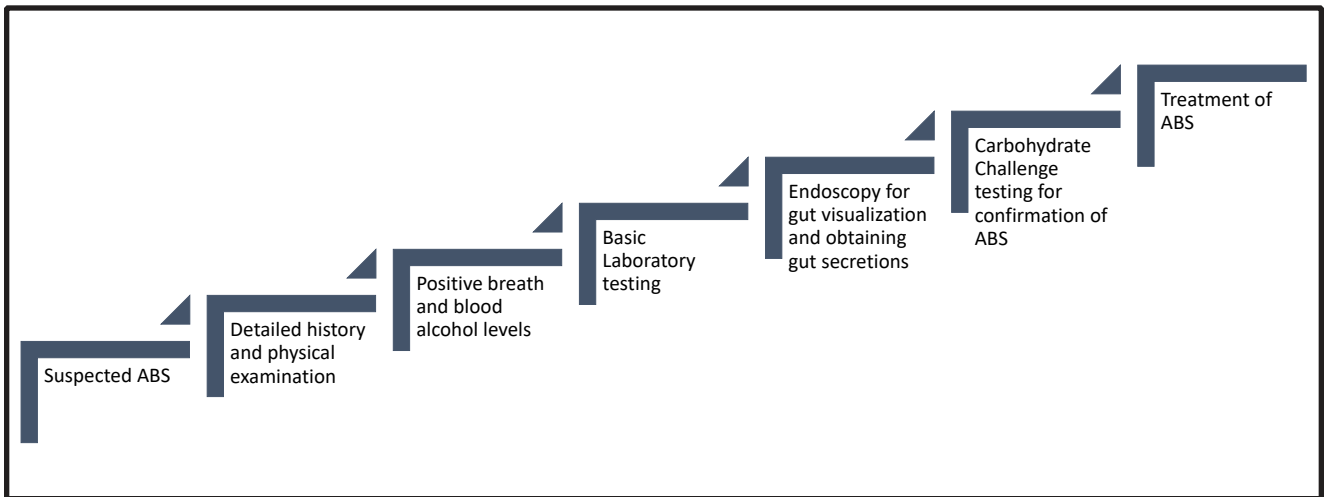 Suspected ABS
Detailed history
and physical
examination
Positive breath
and blood
alcohol levels
Basic
Laboratory
testing
Endoscopy for
gut visualization
and obtaining
gut secretions
Carbohydrate
Challenge
testing for
confirmation of
ABS
Treatment of
ABS